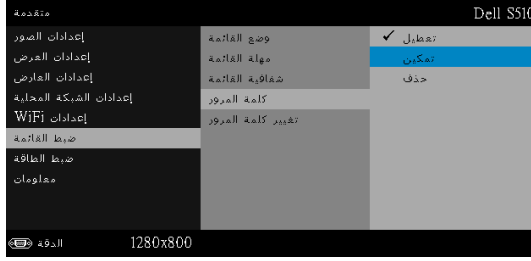 متقدمة
Dell S510
إعدادات الصور
إعدادات العرض
إعدادات العارض
إعدادات الشبكة المحلية
إعدادات WiFi
ضبط القائمة
ضبط الطاقة
معلومات
وضع القائمة
مهلة القائمة
شفافية القائمة
كلمة المرور
تغيير كلمة المرور
تعطيل
تمكين
حذف
الدقة
1280x800